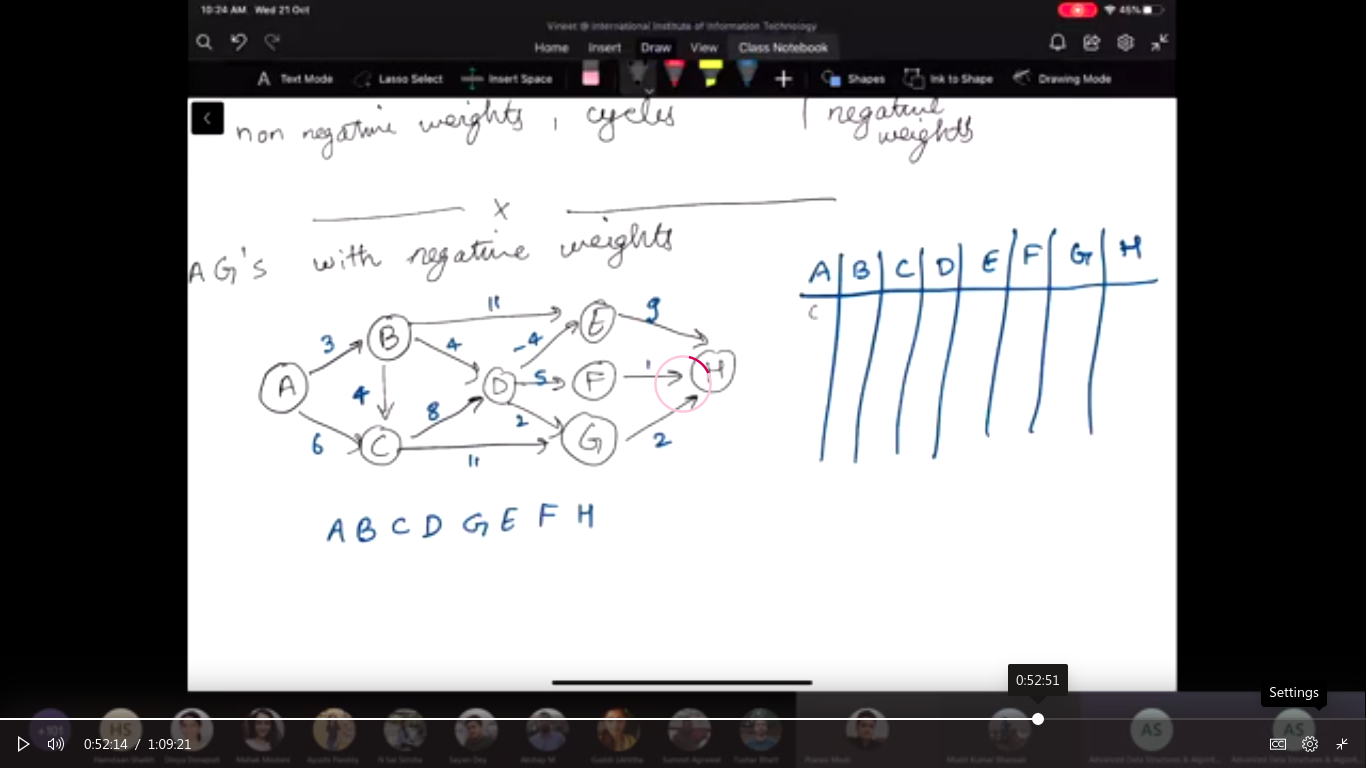 10:24 AM Wed 21 Oct
45%
Vineet @ International Institute of Information Technology
Home Insert Draw View Class Notebook
A Text Mode Lasso Select Insert Space Shapes Ink to Shape Drawing Mode
non negative weights, cycles
negative
weights
x
AG's with negative weights
A B C D E F G H
11
9
3 B 4 -4 E
A 4 D 5 F 1 H
6 C 8 2 G 2
11
A B C D G E F H
0:52:51
Settings
+101 HS AS AS
0:52:14 / 1:09:21
CC